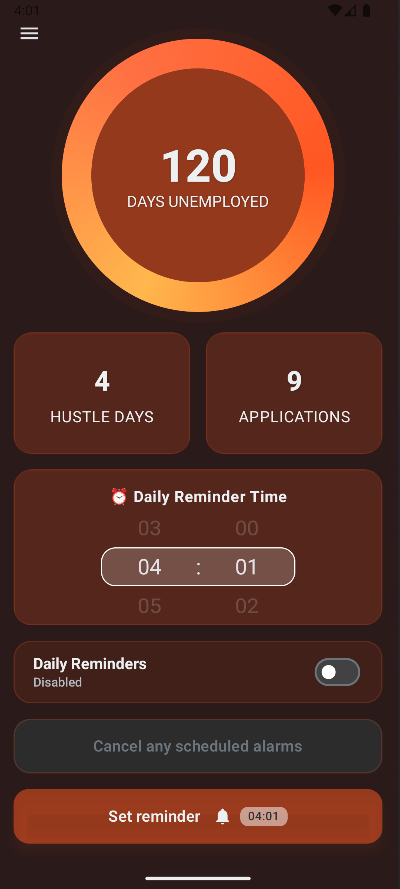 4:01
120
DAYS UNEMPLOYED
4
HUSTLE DAYS
9
APPLICATIONS
⏰ Daily Reminder Time
03 00
04 : 01
05 02
Daily Reminders
Disabled
Cancel any scheduled alarms
Set reminder 04:01